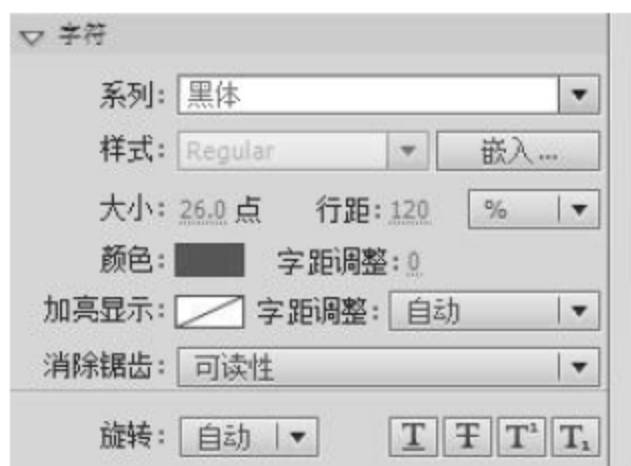 字符
系列: 黑体
样式: Regular 嵌入...
大小: 26.0 点 行距: 120 %
颜色: 字距调整: 0
加亮显示: 字距调整: 自动
消除锯齿: 可读性
旋转: 自动 T T T¹ T₁